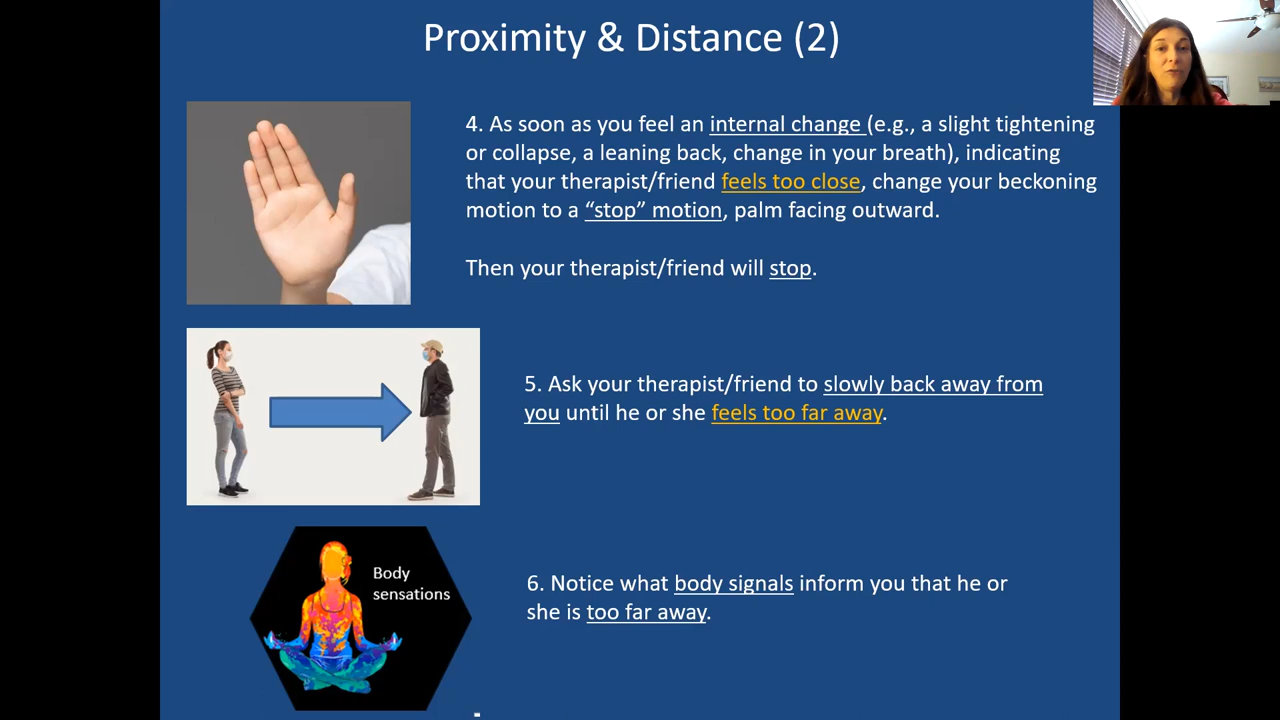 Proximity & Distance (2)
4. As soon as you feel an internal change (e.g., a slight tightening
or collapse, a leaning back, change in your breath), indicating
that your therapist/friend feels too close, change your beckoning
motion to a “stop” motion, palm facing outward.
Then your therapist/friend will stop.
5. Ask your therapist/friend to slowly back away from
you until he or she feels too far away.
Body
sensations
6. Notice what body signals inform you that he or
she is too far away.